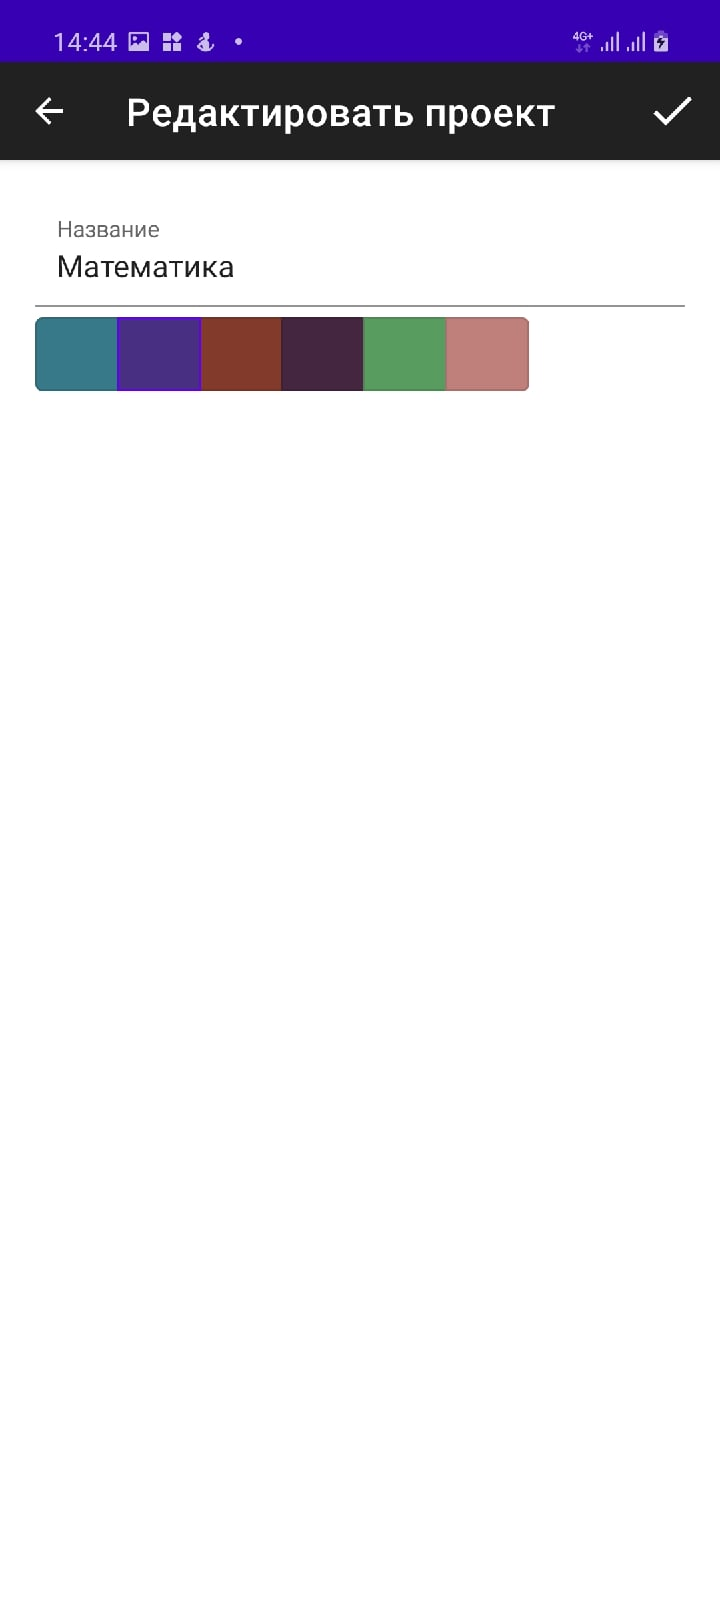 14:44
4G+
Редактировать проект
Название
Математика